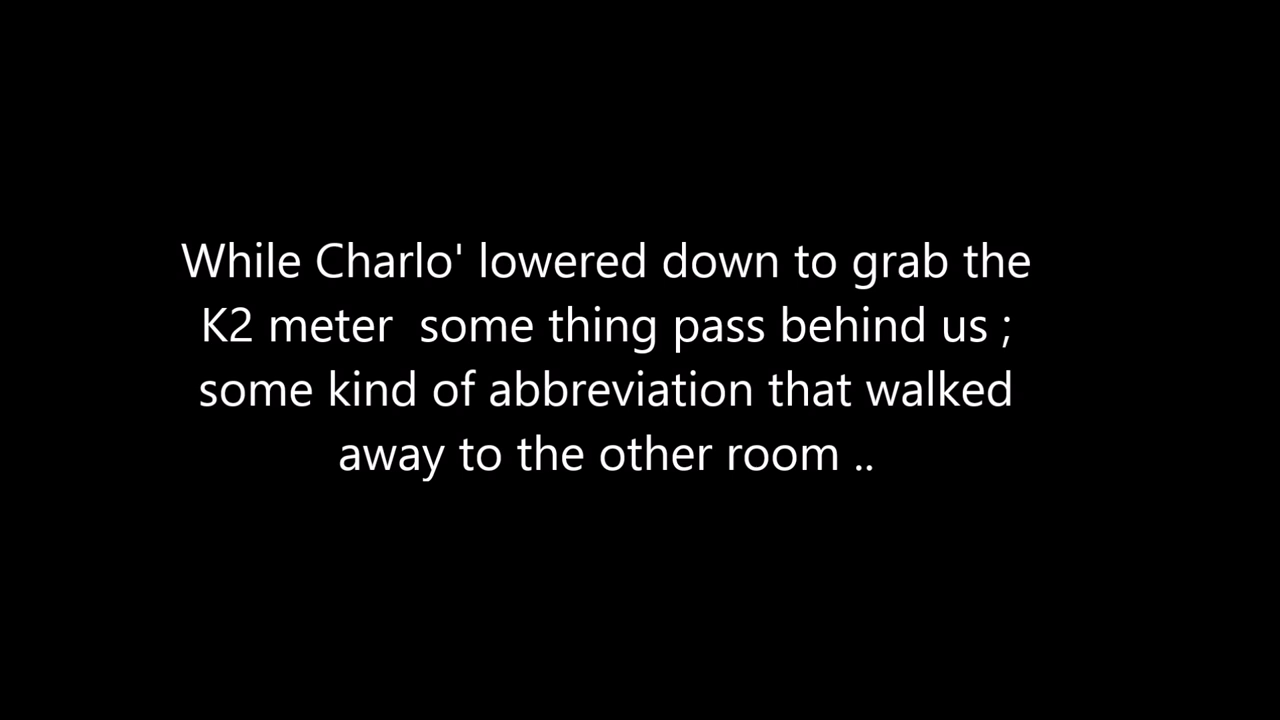 While Charlo' lowered down to grab the
K2 meter  some thing pass behind us ;
some kind of abbreviation that walked
away to the other room ..